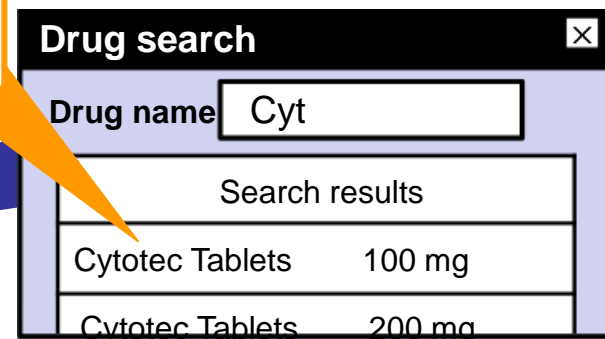 Drug search
Drug name Cyt
Search results
Cytotec Tablets 100 mg
Cytotec Tablets 200 mg